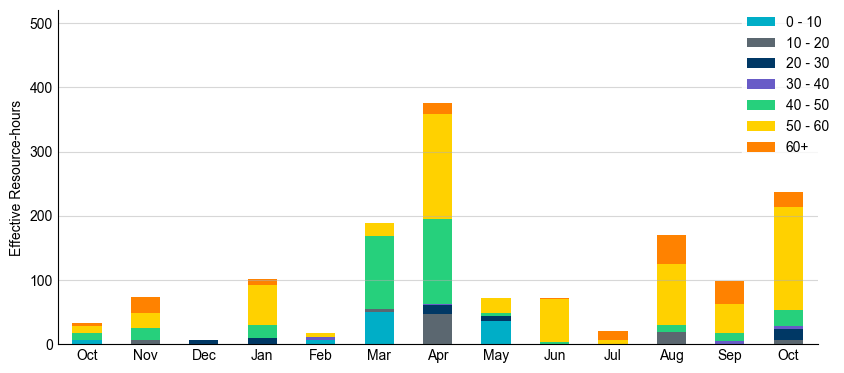 Effective Resource-hours
500
400
300
200
100
0
Oct Nov Dec Jan Feb Mar Apr May Jun Jul Aug Sep Oct
0 - 10
10 - 20
20 - 30
30 - 40
40 - 50
50 - 60
60+